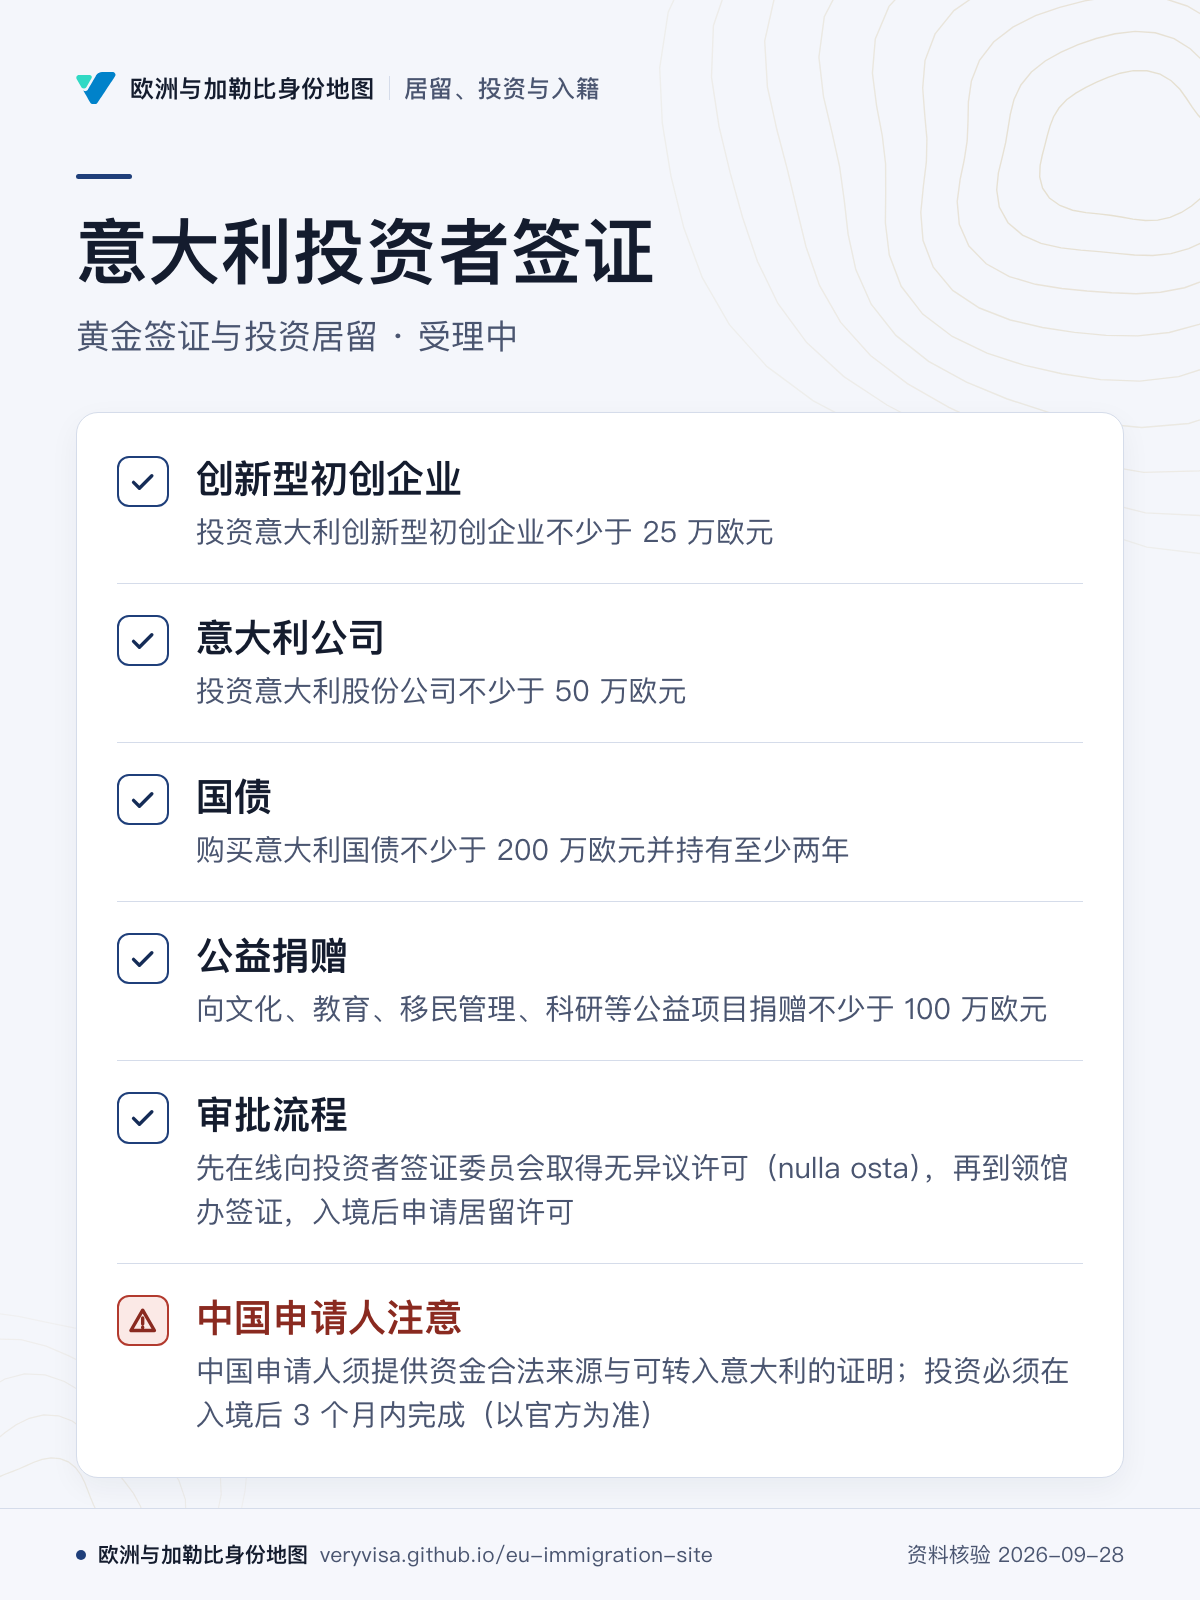 欧洲与加勒比身份地图 居留、投资与入籍
意大利投资者签证
黄金签证与投资居留 · 受理中
创新型初创企业
投资意大利创新型初创企业不少于 25 万欧元
意大利公司
投资意大利股份公司不少于 50 万欧元
国债
购买意大利国债不少于 200 万欧元并持有至少两年
公益捐赠
向文化、教育、移民管理、科研等公益项目捐赠不少于 100 万欧元
审批流程
先在线向投资者签证委员会取得无异议许可（nulla osta），再到领馆
办签证，入境后申请居留许可
中国申请人注意
中国申请人须提供资金合法来源与可转入意大利的证明；投资必须在
入境后 3 个月内完成（以官方为准）
欧洲与加勒比身份地图 veryvisa.github.io/eu-immigration-site 资料核验 2026-09-28